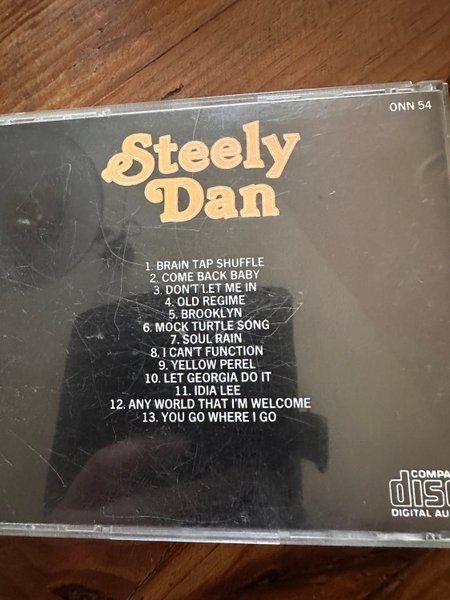 ONN 54
Steely
Dan
1. BRAIN TAP SHUFFLE
2. COME BACK BABY
3. DON'T LET ME IN
4. OLD REGIME
5. BROOKLYN
6. MOCK TURTLE SONG
7. SOUL RAIN
8. I CAN'T FUNCTION
9. YELLOW PEREL
10. LET GEORGIA DO IT
11. IDIA LEE
12. ANY WORLD THAT I'M WELCOME
13. YOU GO WHERE I GO
COMPA
disc
DIGITAL AU